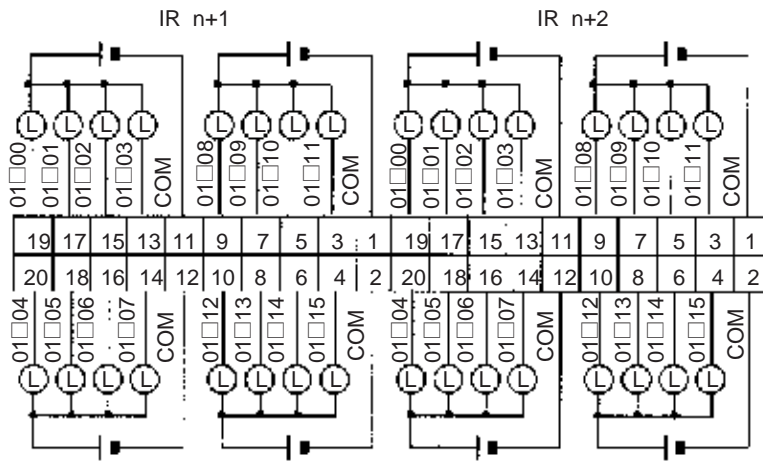 IR n+1 IR n+2
L L L L L L L L L L L L L L L L
01□00 01□01 01□02 01□03 COM 01□08 01□09 01□10 01□11 COM 01□00 01□01 01□02 01□03 COM 01□08 01□09 01□10 01□11 COM
19 17 15 13 11 9 7 5 3 1 19 17 15 13 11 9 7 5 3 1
20 18 16 14 12 10 8 6 4 2 20 18 16 14 12 10 8 6 4 2
01□04 01□05 01□06 01□07 COM 01□12 01□13 01□14 01□15 COM 01□04 01□05 01□06 01□07 COM 01□12 01□13 01□14 01□15 COM
L L L L L L L L L L L L L L L L